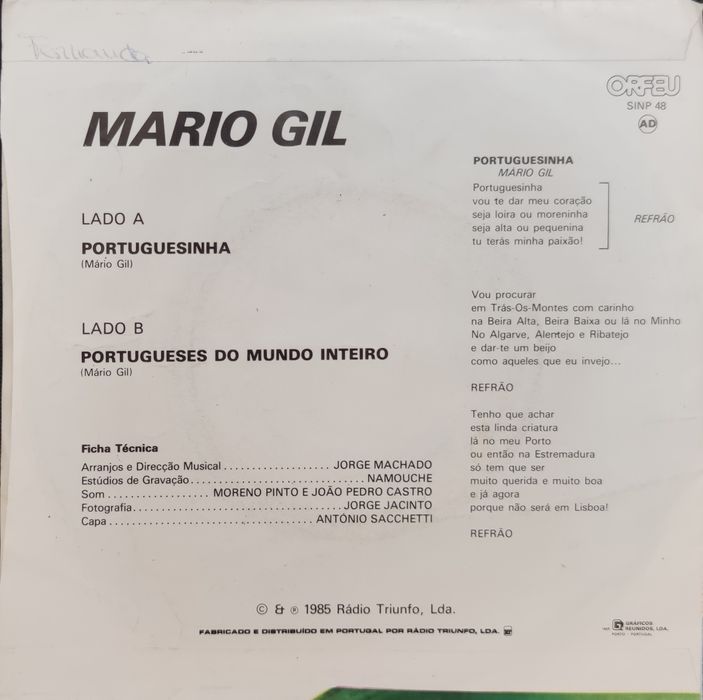 ORFEU
SINP 48
AD
MARIO GIL
LADO A
PORTUGUESINHA
(Mário Gil)
LADO B
PORTUGUESES DO MUNDO INTEIRO
(Mário Gil)
Ficha Técnica
Arranjos e Direcção Musical . . . . . . . . . . . . . . . . . . JORGE MACHADO
Estúdios de Gravação. . . . . . . . . . . . . . . . . . . . . . . . . . . . . NAMOUCHE
Som . . . . . . . . . . . . . . . . . MORENO PINTO E JOÃO PEDRO CASTRO
Fotografia. . . . . . . . . . . . . . . . . . . . . . . . . . . . . . . . . . . JORGE JACINTO
Capa . . . . . . . . . . . . . . . . . . . . . . . . . . . . . . . . . . ANTÓNIO SACCHETTI
PORTUGUESINHA
MÁRIO GIL
Portuguesinha
vou te dar meu coração
seja loira ou moreninha
seja alta ou pequenina
tu terás minha paixão!
REFRÃO
Vou procurar
em Trás-Os-Montes com carinho
na Beira Alta, Beira Baixa ou lá no Minho
No Algarve, Alentejo e Ribatejo
e dar-te um beijo
como aqueles que eu invejo...
REFRÃO
Tenho que achar
esta linda criatura
lá no meu Porto
ou então na Estremadura
só tem que ser
muito querida e muito boa
e já agora
porque não será em Lisboa!
REFRÃO
© & ℗ 1985 Rádio Triunfo, Lda.
FABRICADO E DISTRIBUÍDO EM PORTUGAL POR RÁDIO TRIUNFO, LDA.
GRÁFICOS
REUNIDOS, LDA.
PORTO - PORTUGAL